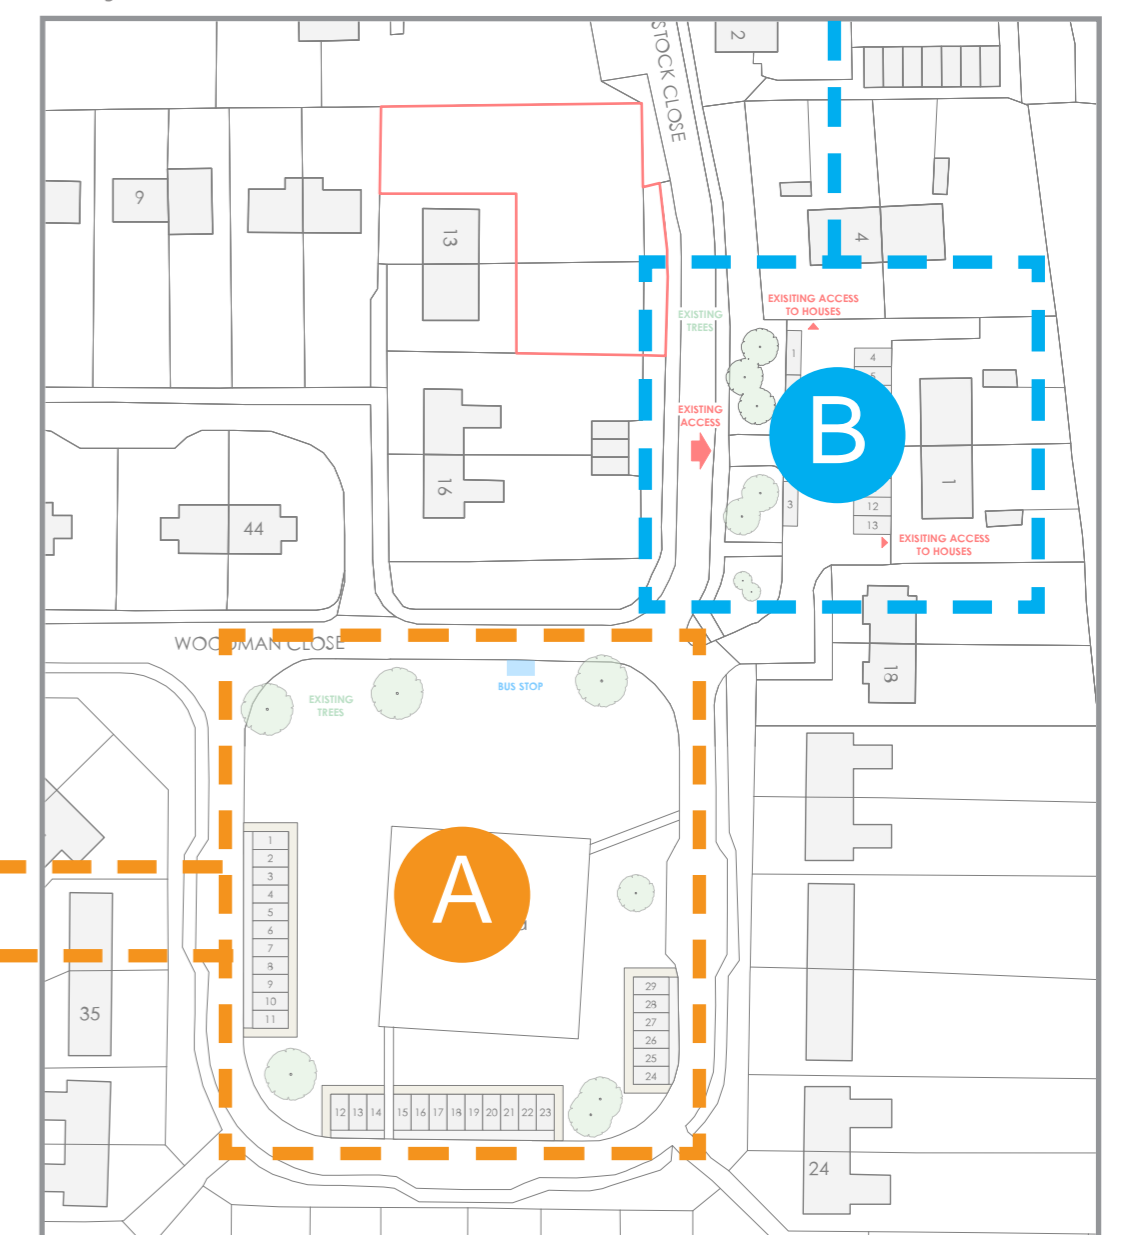 STOCK CLOSE
2
9
13
4
EXISITING ACCESS
TO HOUSES
EXISTING
TREES
1
4
5
EXISTING
ACCESS
B
16
1
3
12
13
44
EXISITING ACCESS
TO HOUSES
WOODMAN CLOSE
18
BUS STOP
EXISTING
TREES
1
2
3
4
5
6
7
8
9
10
11
A
35
29
28
27
26
25
24
12 13 14 15 16 17 18 19 20 21 22 23
24